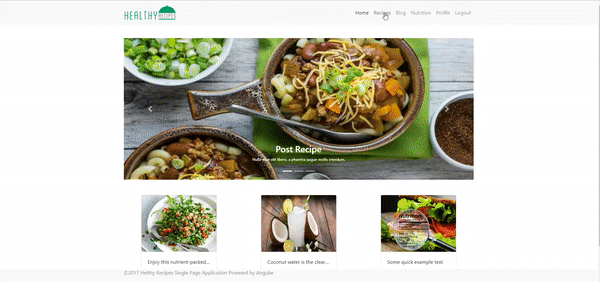 HEALTHY RECIPES
Home Recipes Blog Nutrition Profile Logout
Post Recipe
Nulla vitae elit libero, a pharetra augue mollis interdum.
nutrition
Enjoy this nutrient-packed...
Coconut water is the clear...
Some quick example text
©2017 Helthy Recipes Single Page Application Powered by Angular